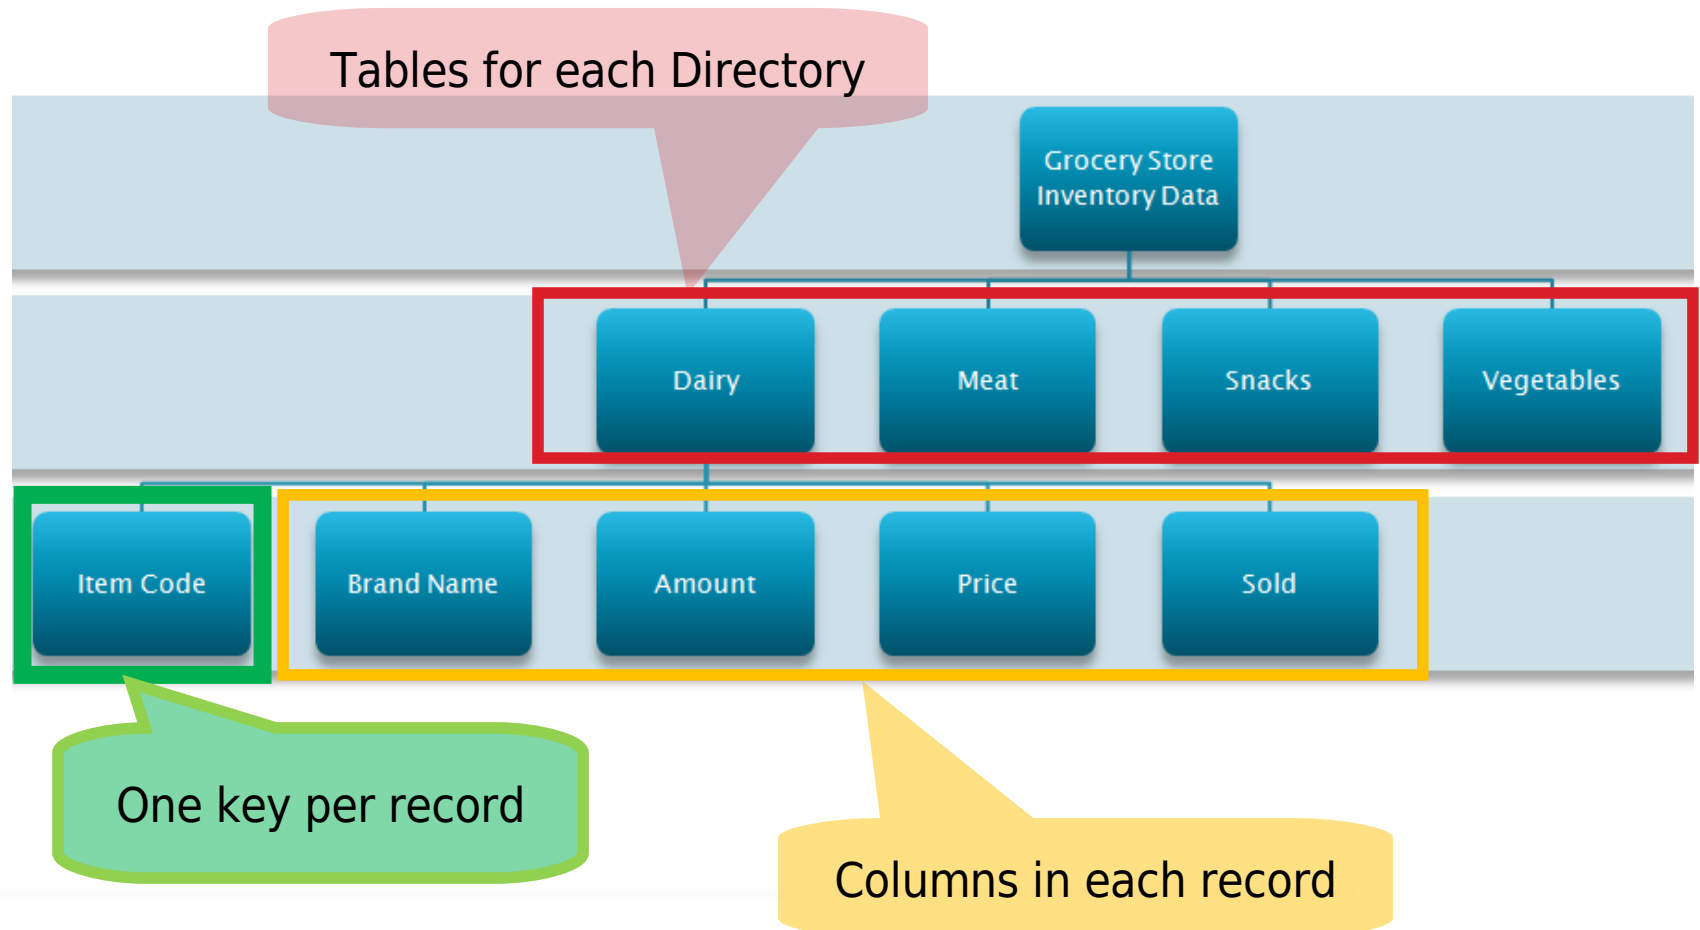 Tables for each Directory
Grocery Store
Inventory Data
Dairy
Meat
Snacks
Vegetables
Item Code
Brand Name
Amount
Price
Sold
One key per record
Columns in each record